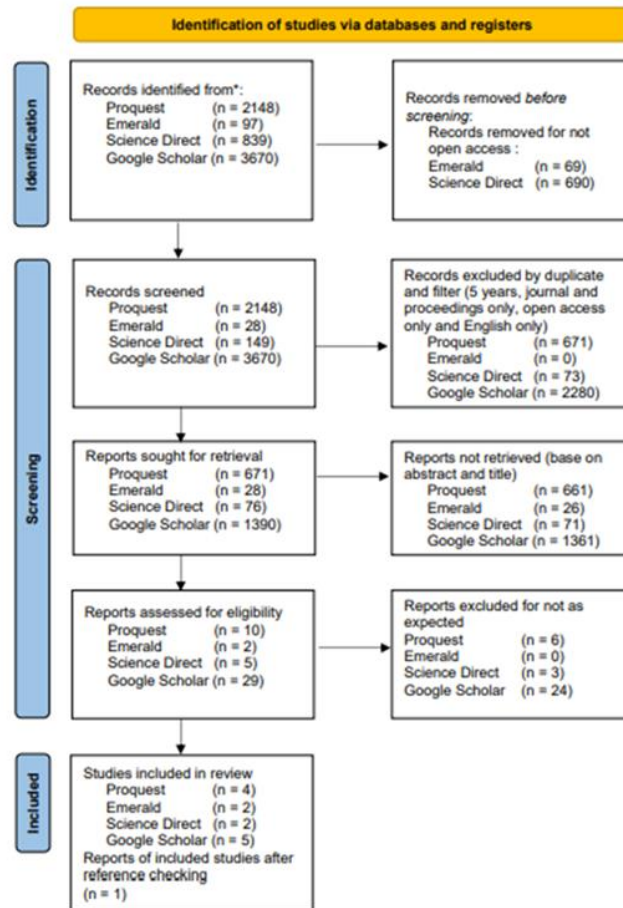 Identification of studies via databases and registers
Identification
Records identified from*:
Proquest (n = 2148)
Emerald (n = 97)
Science Direct (n = 839)
Google Scholar (n = 3670)
Records removed before
screening:
Records removed for not
open access :
Emerald (n = 69)
Science Direct (n = 690)
Screening
Records screened
Proquest (n = 2148)
Emerald (n = 28)
Science Direct (n = 149)
Google Scholar (n = 3670)
Records excluded by duplicate
and filter (5 years, journal and
proceedings only, open access
only and English only)
Proquest (n = 671)
Emerald (n = 0)
Science Direct (n = 73)
Google Scholar (n = 2280)
Reports sought for retrieval
Proquest (n = 671)
Emerald (n = 28)
Science Direct (n = 76)
Google Scholar (n = 1390)
Reports not retrieved (base on
abstract and title)
Proquest (n = 661)
Emerald (n = 26)
Science Direct (n = 71)
Google Scholar (n = 1361)
Reports assessed for eligibility
Proquest (n = 10)
Emerald (n = 2)
Science Direct (n = 5)
Google Scholar (n = 29)
Reports excluded for not as
expected
Proquest (n = 6)
Emerald (n = 0)
Science Direct (n = 3)
Google Scholar (n = 24)
Included
Studies included in review
Proquest (n = 4)
Emerald (n = 2)
Science Direct (n = 2)
Google Scholar (n = 5)
Reports of included studies after
reference checking
(n = 1)